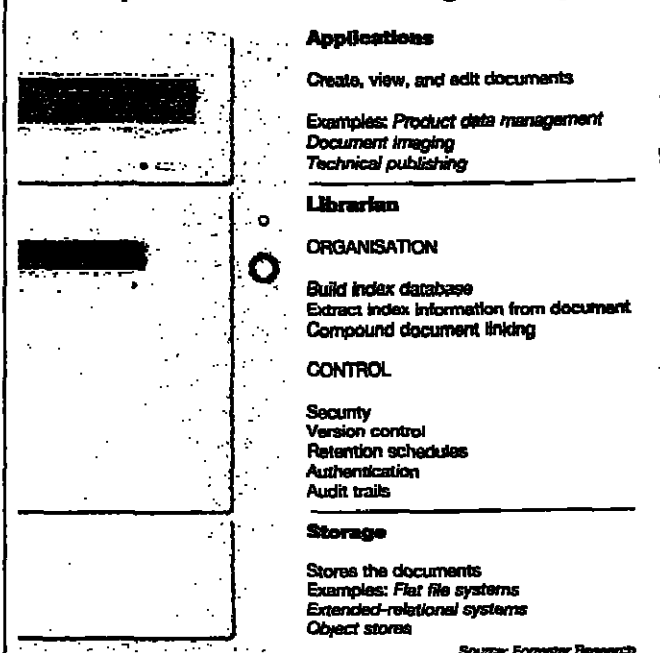 Applications
Create, view, and edit documents
Examples: Product data management
Document imaging
Technical publishing
Librarian
ORGANISATION
Build index database
Extract index information from document
Compound document linking
CONTROL
Security
Version control
Retention schedules
Authentication
Audit trails
Storage
Stores the documents
Examples: Flat file systems
Extended-relational systems
Object stores
Source: Forrester Research